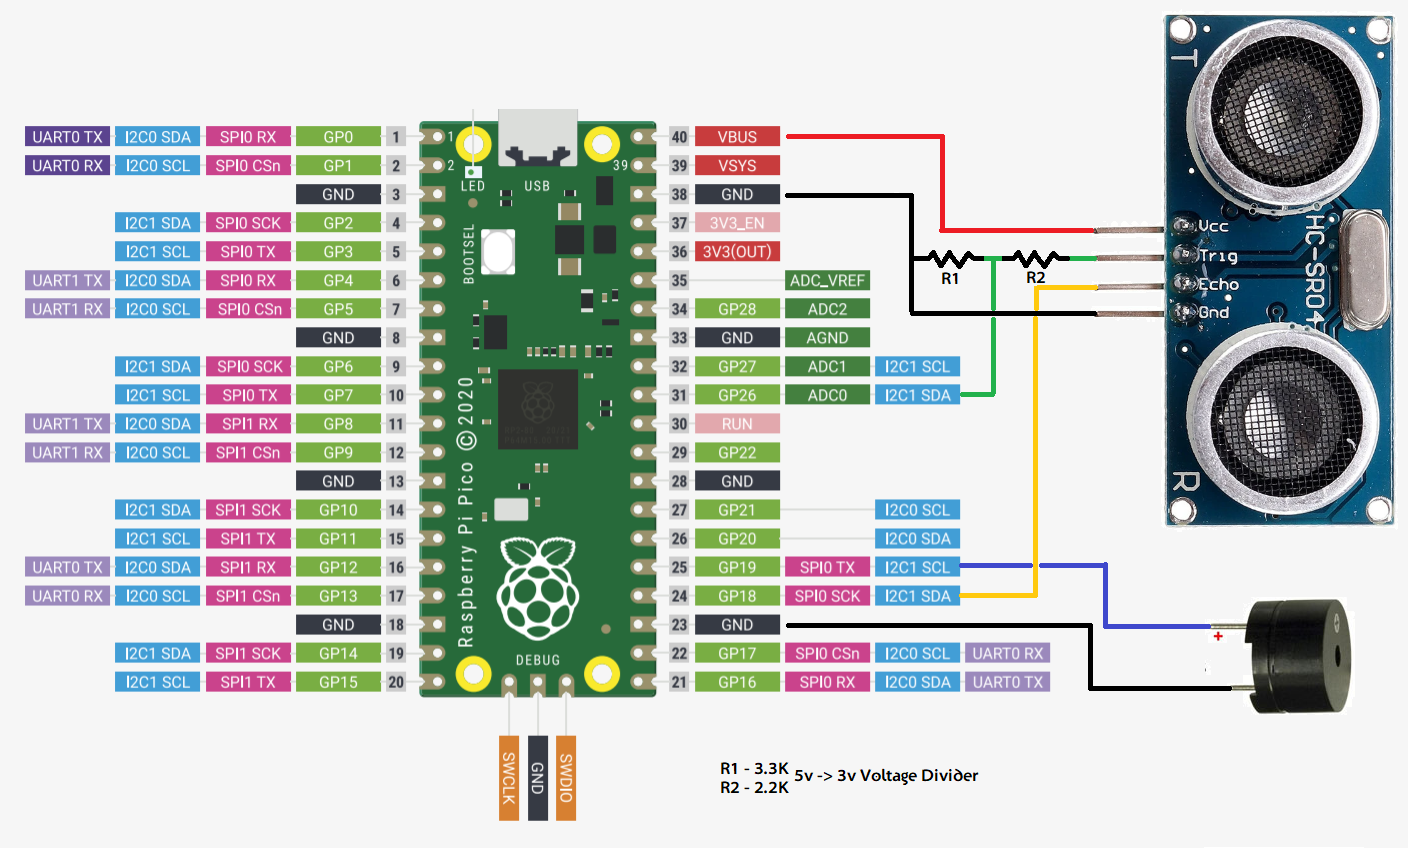 UART0 TX I2C0 SDA SPI0 RX GP0 1 1 40 VBUS
UART0 RX I2C0 SCL SPI0 CSn GP1 2 2 39 39 VSYS
GND 3 LED USB 38 GND
I2C1 SDA SPI0 SCK GP2 4 37 3V3_EN
I2C1 SCL SPI0 TX GP3 5 36 3V3(OUT)
UART1 TX I2C0 SDA SPI0 RX GP4 6 35 ADC_VREF
UART1 RX I2C0 SCL SPI0 CSn GP5 7 34 GP28 ADC2
GND 8 33 GND AGND
I2C1 SDA SPI0 SCK GP6 9 32 GP27 ADC1 I2C1 SCL
I2C1 SCL SPI0 TX GP7 10 31 GP26 ADC0 I2C1 SDA
UART1 TX I2C0 SDA SPI1 RX GP8 11 30 RUN
UART1 RX I2C0 SCL SPI1 CSn GP9 12 29 GP22
GND 13 28 GND
I2C1 SDA SPI1 SCK GP10 14 27 GP21 I2C0 SCL
I2C1 SCL SPI1 TX GP11 15 26 GP20 I2C0 SDA
UART0 TX I2C0 SDA SPI1 RX GP12 16 25 GP19 SPI0 TX I2C1 SCL
UART0 RX I2C0 SCL SPI1 CSn GP13 17 24 GP18 SPI0 SCK I2C1 SDA
GND 18 23 GND
I2C1 SDA SPI1 SCK GP14 19 22 GP17 SPI0 CSn I2C0 SCL UART0 RX
I2C1 SCL SPI1 TX GP15 20 21 GP16 SPI0 RX I2C0 SDA UART0 TX
BOOTSEL
Raspberry Pi Pico © 2020
DEBUG
SWCLK
GND
SWDIO
T
Vcc
Trig
Echo
Gnd
HC-SR04
R
R1
R2
+
R1 - 3.3K
R2 - 2.2K
5v -> 3v Voltage Divider